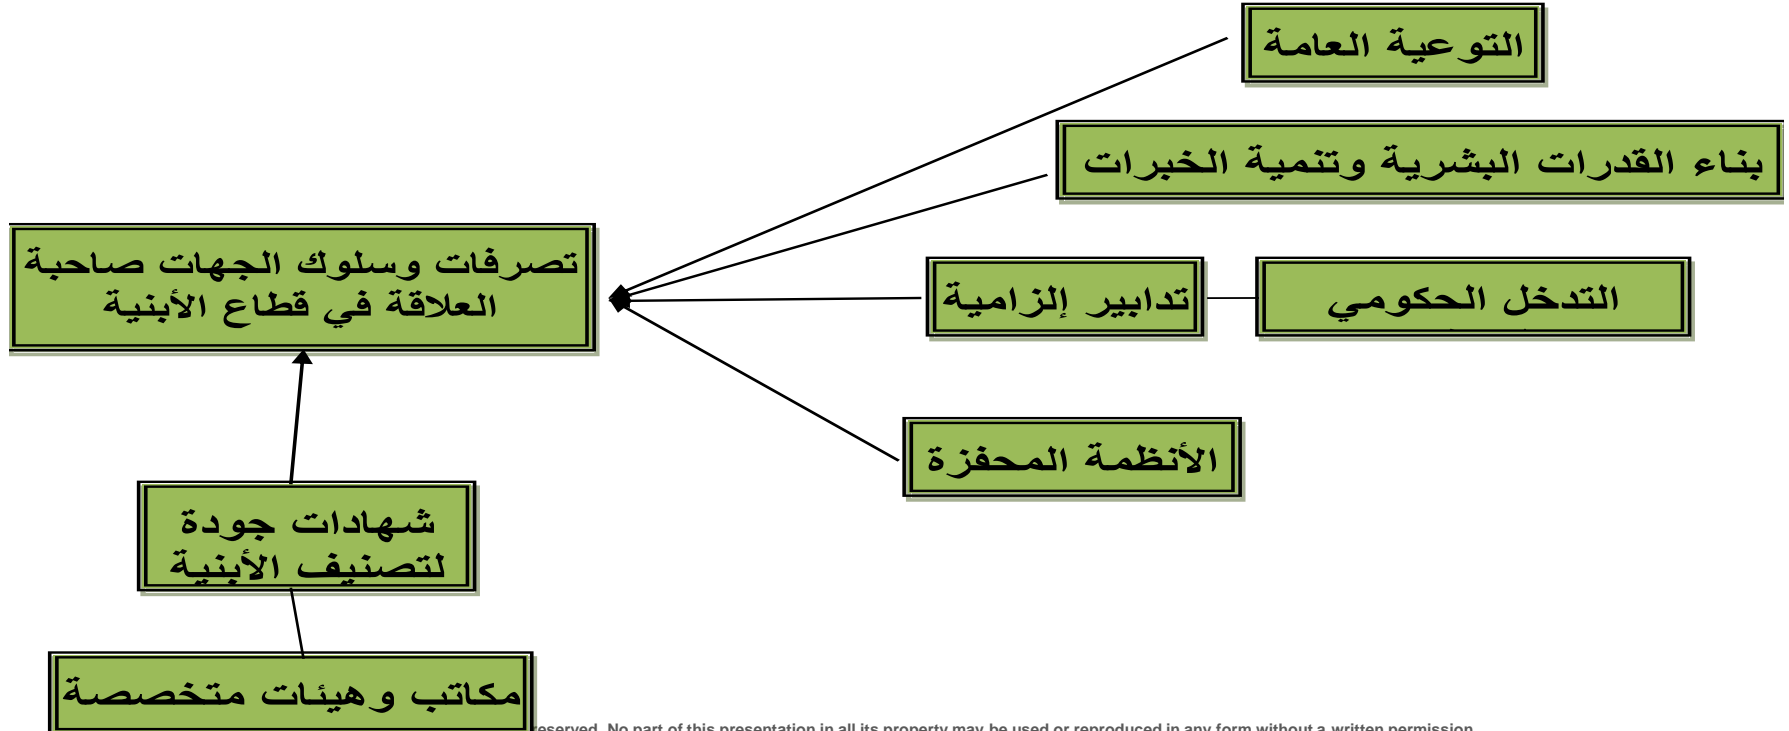 التوعية العامة
بناء القدرات البشرية وتنمية الخبرات
تصرفات وسلوك الجهات صاحبة
العلاقة في قطاع الأبنية
تدابير إلزامية
التدخل الحكومي
الأنظمة المحفزة
شهادات جودة
لتصنيف الأبنية
مكاتب وهيئات متخصصة
reserved. No part of this presentation in all its property may be used or reproduced in any form without a written permission